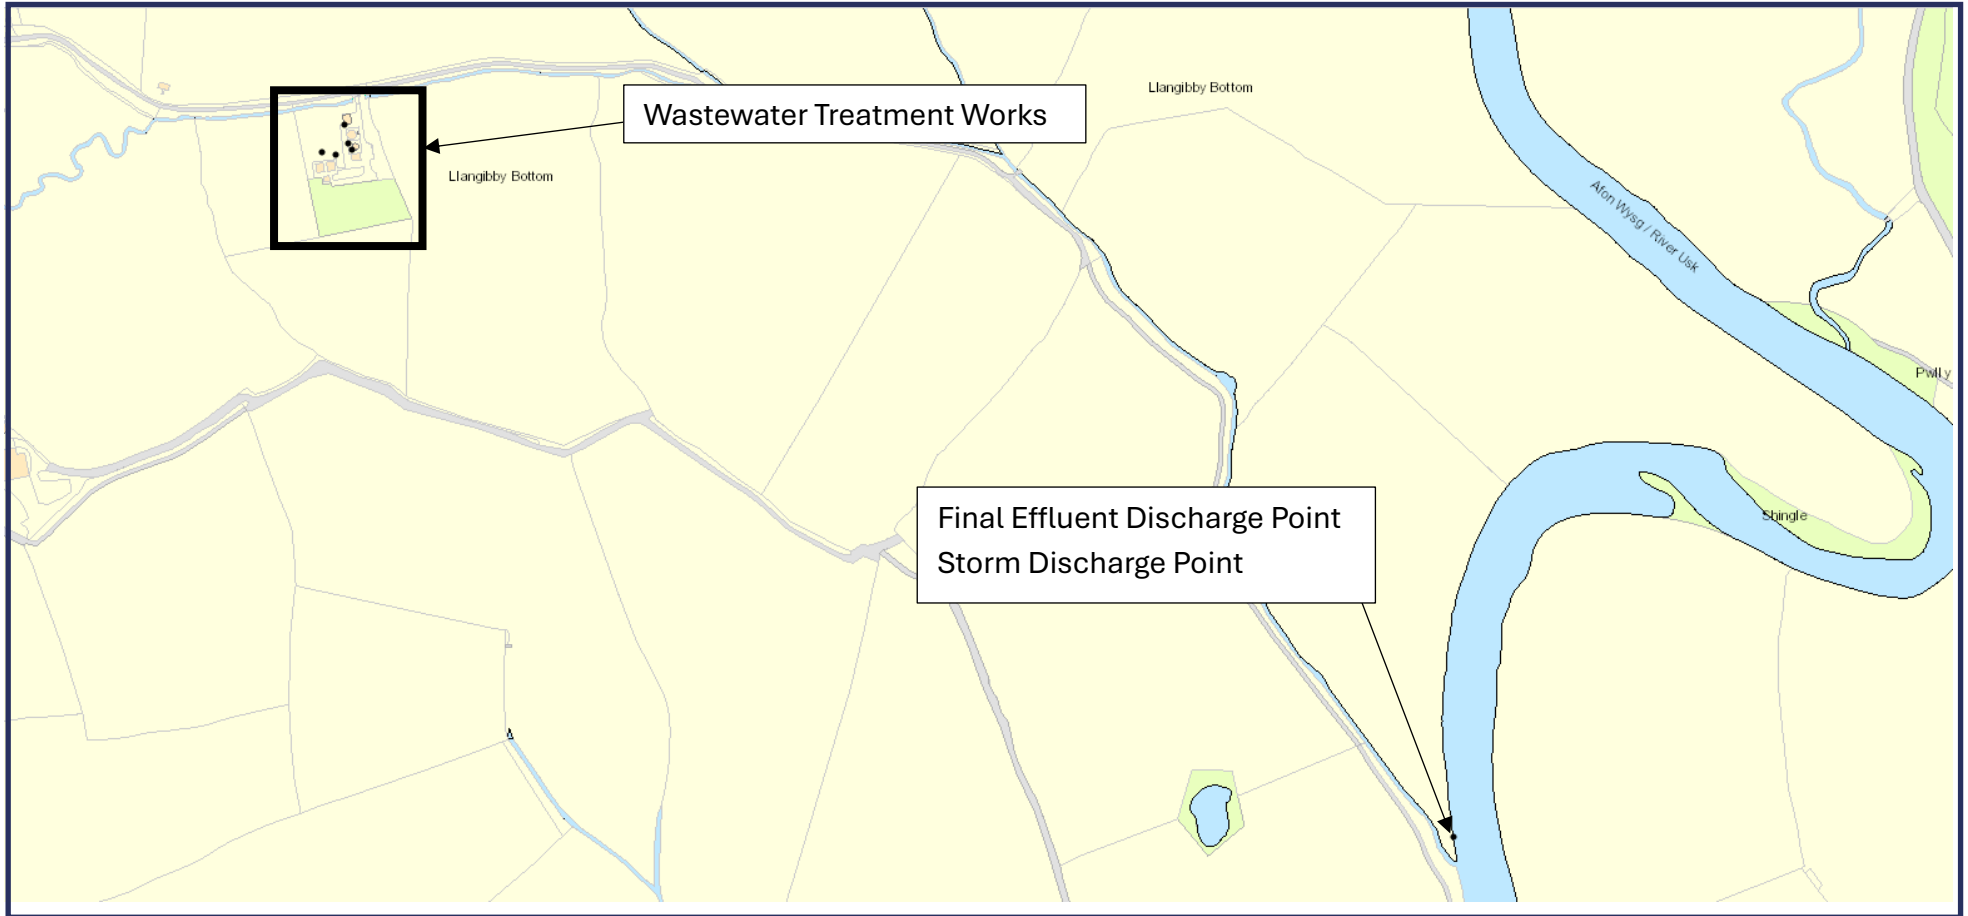 Llangibby Bottom
Wastewater Treatment Works
Llangibby Bottom
Afon Wysg / River Usk
Pwll y
Final Effluent Discharge Point
Storm Discharge Point
Shingle